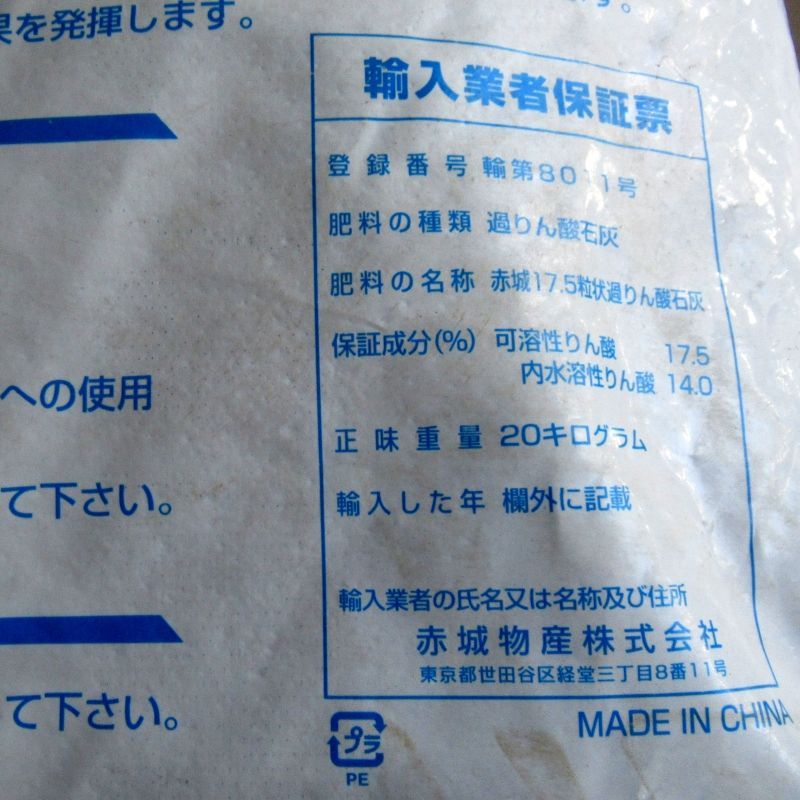 果を発揮します。
す。
輸入業者保証票
登録番号 輸第8011号
肥料の種類 過りん酸石灰
肥料の名称 赤城17.5粒状過りん酸石灰
保証成分(%) 可溶性りん酸 17.5
内水溶性りん酸 14.0
への使用
正味重量 20キログラム
て下さい。
輸入した年 欄外に記載
輸入業者の氏名又は名称及び住所
赤城物産株式会社
東京都世田谷区経堂三丁目8番11号
て下さい。
MADE IN CHINA
プラ
PE